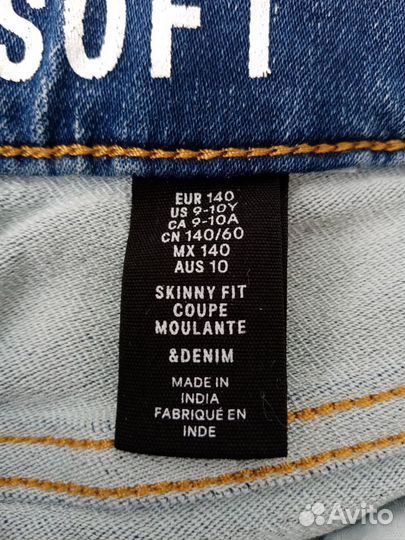 SOFT
EUR 140
US 9-10Y
CA 9-10A
CN 140/60
MX 140
AUS 10
SKINNY FIT
COUPE
MOULANTE
&DENIM
MADE IN
INDIA
FABRIQUÉ EN
INDE
Avito